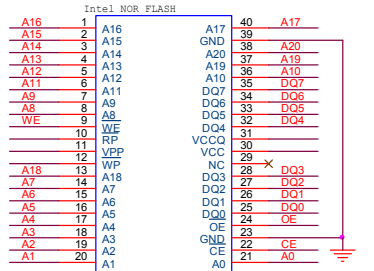 Intel NOR FLASH
A16 1 A16 A17 40 A17
A15 2 A15 GND 39
A14 3 A14 A20 38 A20
A13 4 A13 A19 37 A19
A12 5 A12 A10 36 A10
A11 6 A11 DQ7 35 DQ7
A9 7 A9 DQ6 34 DQ6
A8 8 A8 DQ5 33 DQ5
WE 9 WE DQ4 32 DQ4
10 RP VCCQ 31
11 VPP VCC 30
12 WP NC 29
A18 13 A18 DQ3 28 DQ3
A7 14 A7 DQ2 27 DQ2
A6 15 A6 DQ1 26 DQ1
A5 16 A5 DQ0 25 DQ0
A4 17 A4 OE 24 OE
A3 18 A3 GND 23
A2 19 A2 CE 22 CE
A1 20 A1 A0 21 A0